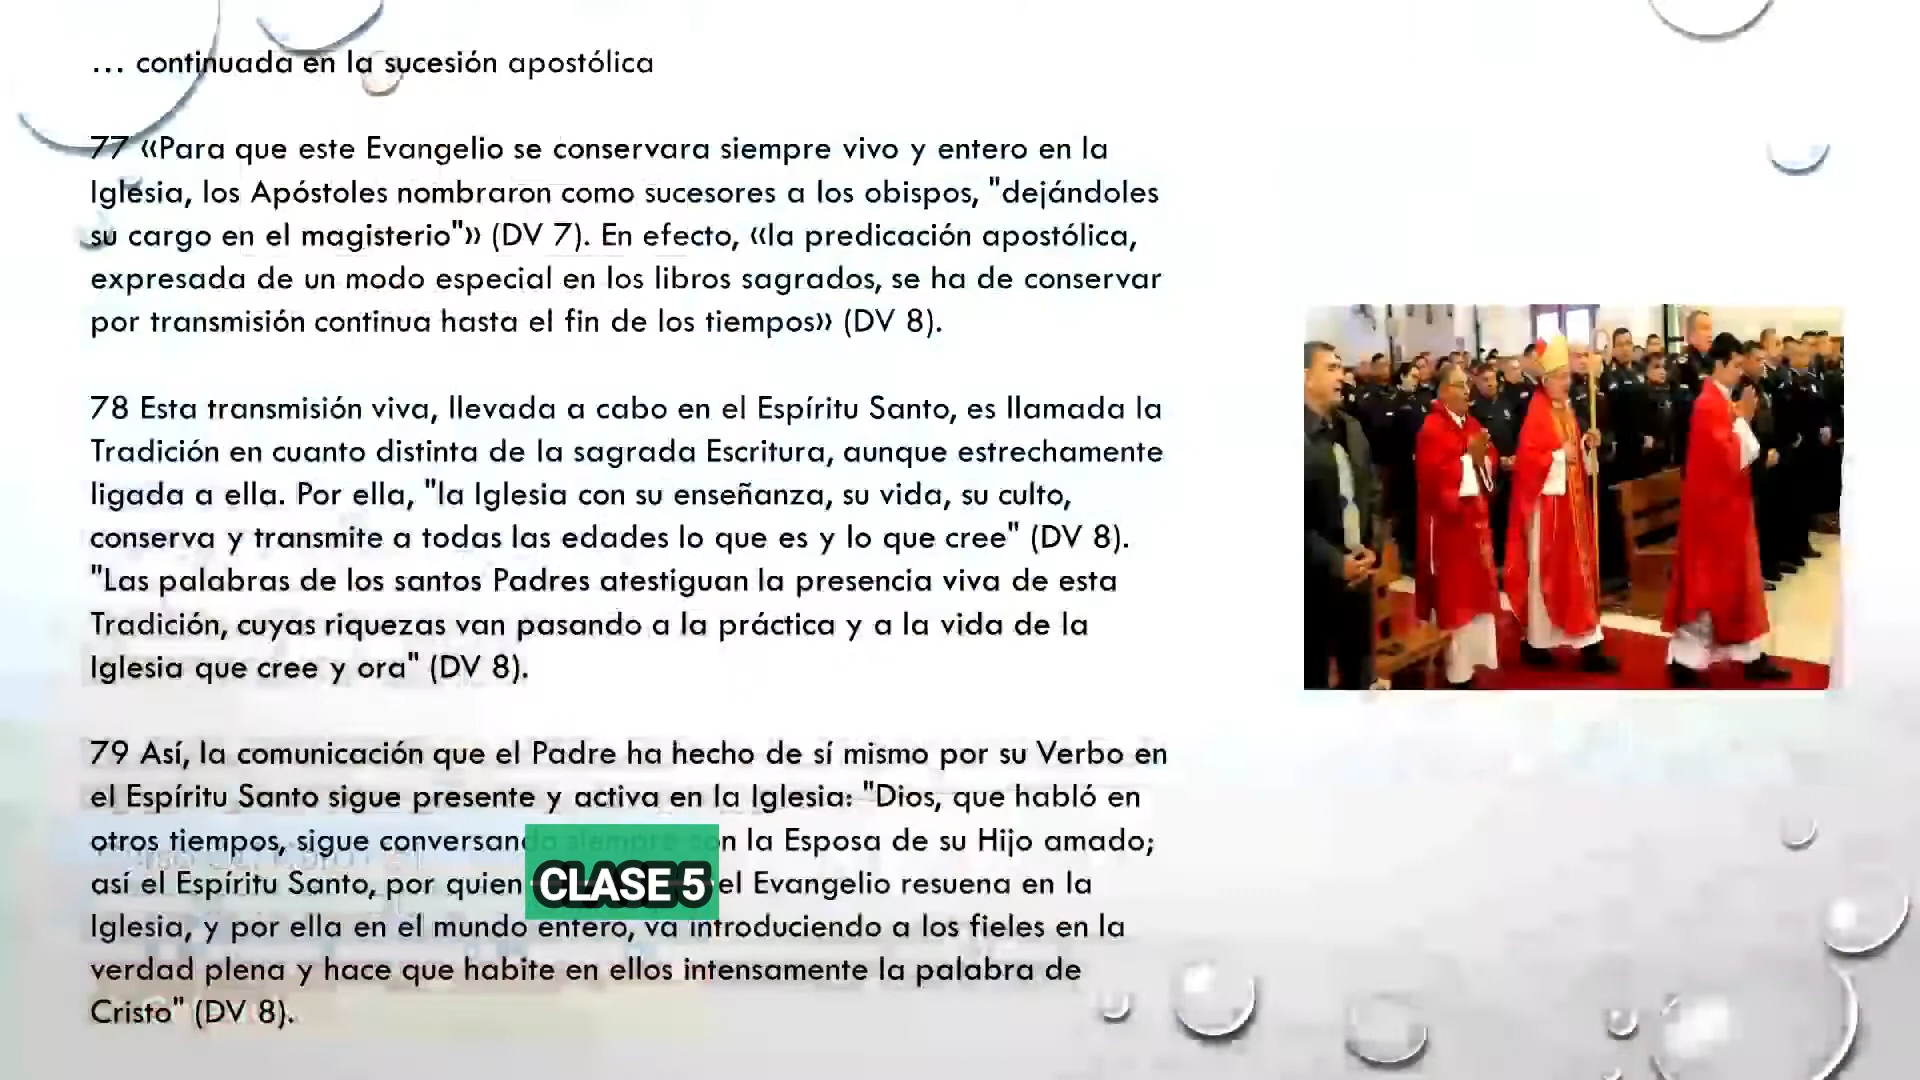 ... continuada en la sucesión apostólica
77 «Para que este Evangelio se conservara siempre vivo y entero en la
Iglesia, los Apóstoles nombraron como sucesores a los obispos, "dejándoles
su cargo en el magisterio"» (DV 7). En efecto, «la predicación apostólica,
expresada de un modo especial en los libros sagrados, se ha de conservar
por transmisión continua hasta el fin de los tiempos» (DV 8).
78 Esta transmisión viva, llevada a cabo en el Espíritu Santo, es llamada la
Tradición en cuanto distinta de la sagrada Escritura, aunque estrechamente
ligada a ella. Por ella, "la Iglesia con su enseñanza, su vida, su culto,
conserva y transmite a todas las edades lo que es y lo que cree" (DV 8).
"Las palabras de los santos Padres atestiguan la presencia viva de esta
Tradición, cuyas riquezas van pasando a la práctica y a la vida de la
Iglesia que cree y ora" (DV 8).
79 Así, la comunicación que el Padre ha hecho de sí mismo por su Verbo en
el Espíritu Santo sigue presente y activa en la Iglesia: "Dios, que habló en
otros tiempos, sigue conversando siempre con la Esposa de su Hijo amado;
así el Espíritu Santo, por quien el Evangelio resuena en la
CLASE 5
Iglesia, y por ella en el mundo entero, va introduciendo a los fieles en la
verdad plena y hace que habite en ellos intensamente la palabra de
Cristo" (DV 8).